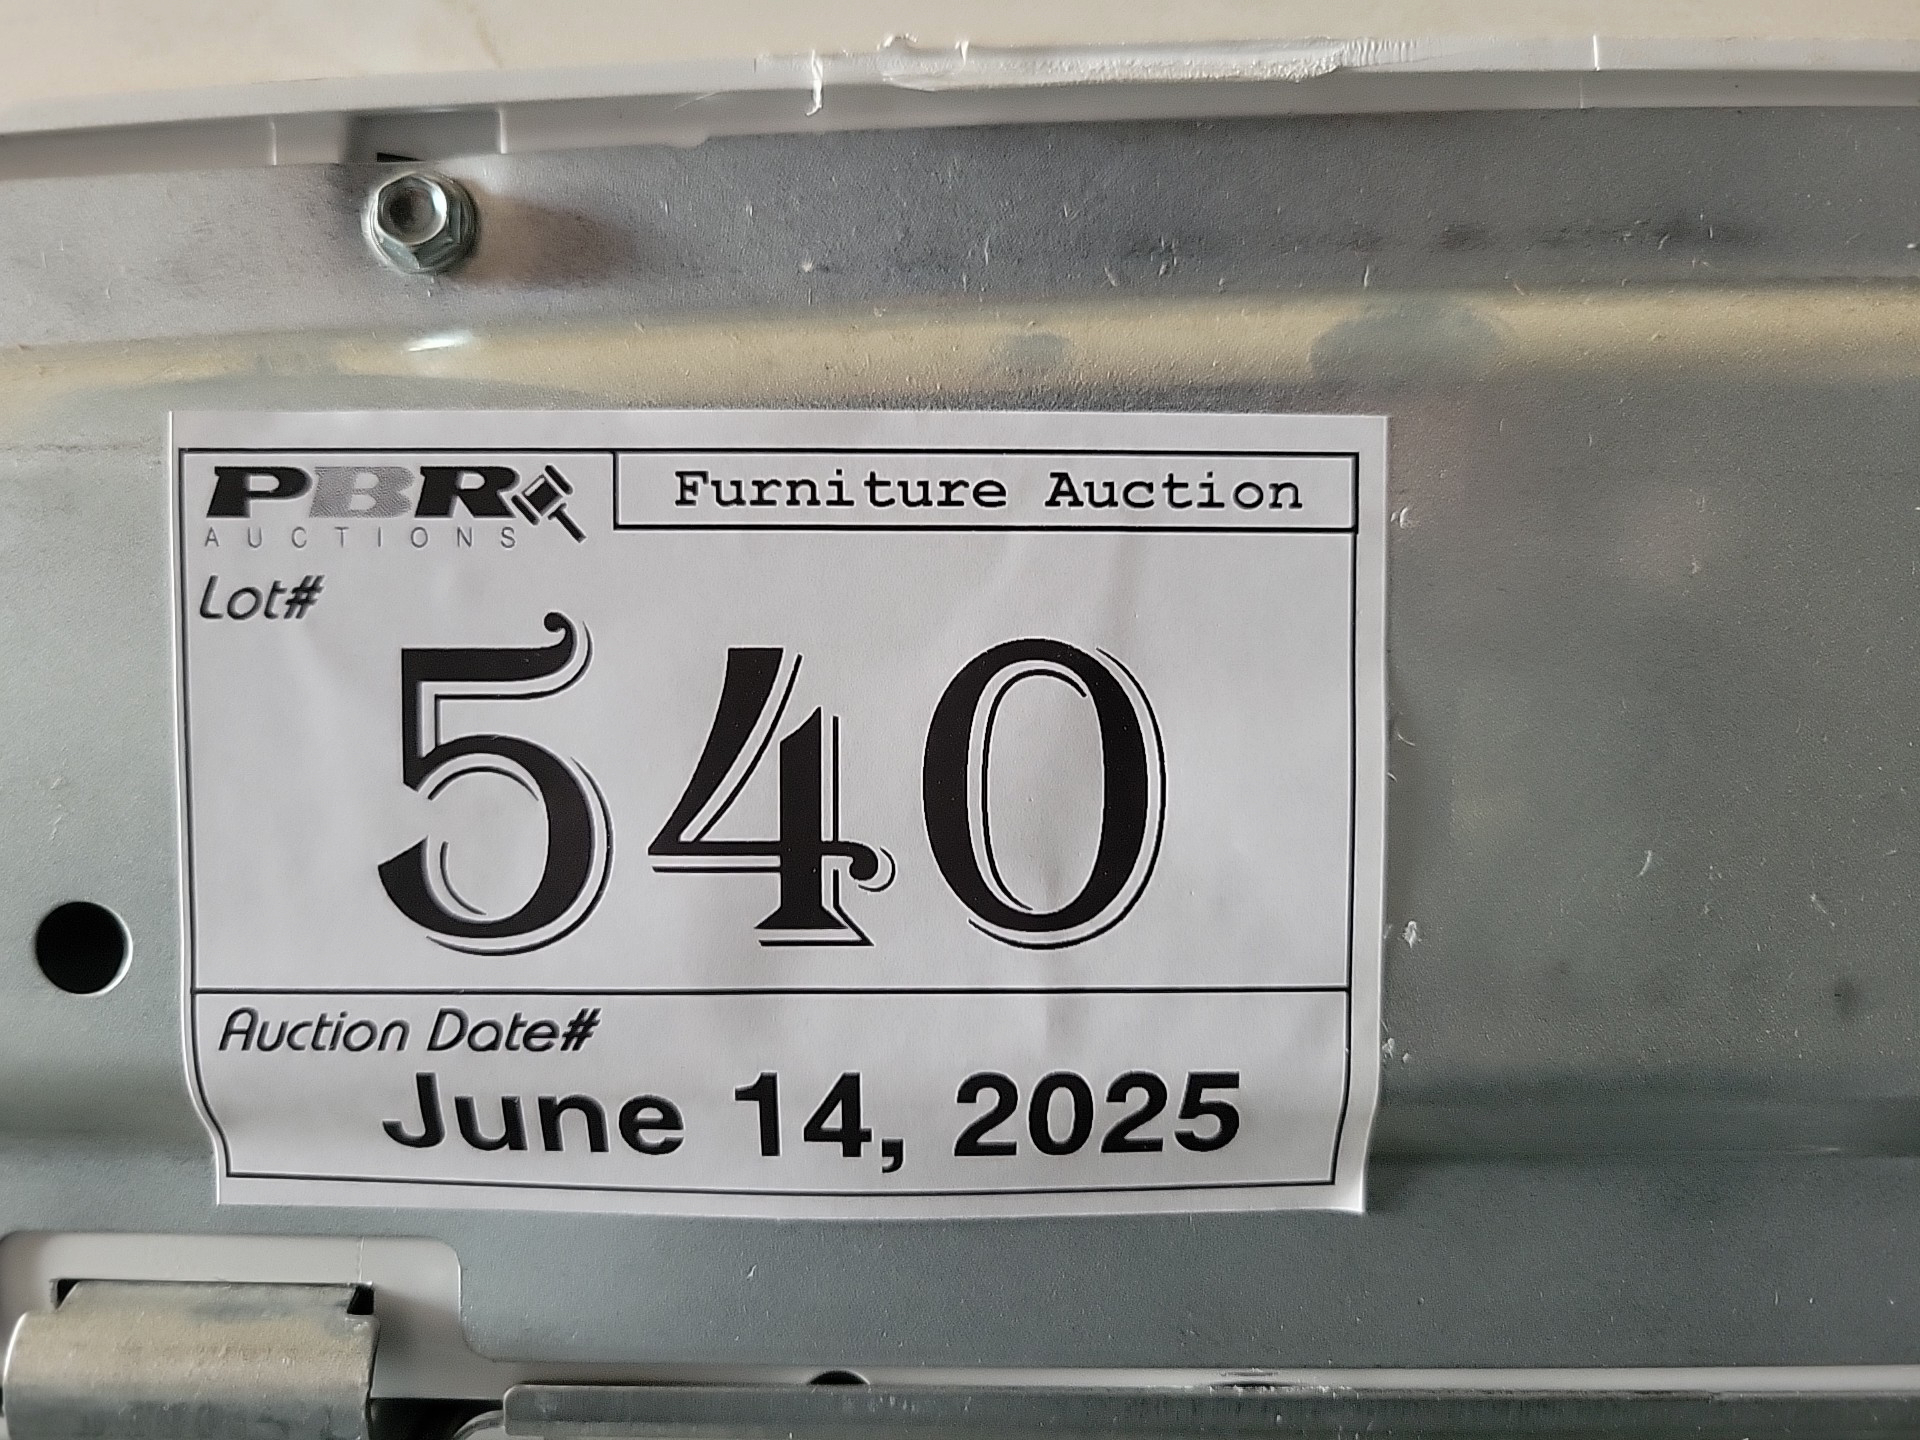 PBR
AUCTIONS
Furniture Auction
Lot#
540
Auction Date#
June 14, 2025